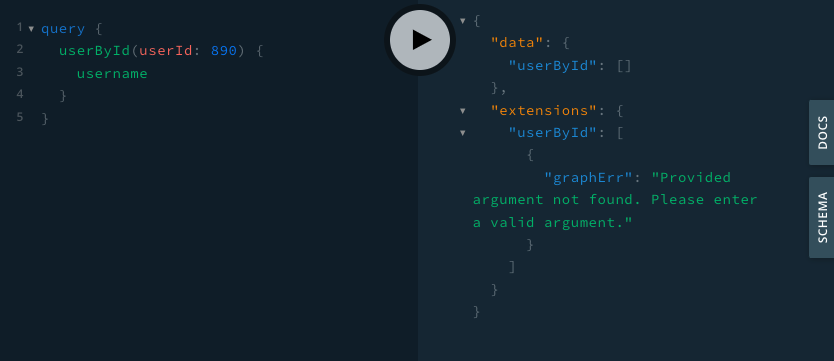 1 query {
2 userById(userId: 890) {
3 username
4 }
5 }
{
"data": {
"userById": []
},
"extensions": {
"userById": [
{
"graphErr": "Provided
argument not found. Please enter
a valid argument."
}
]
}
}
DOCS
SCHEMA